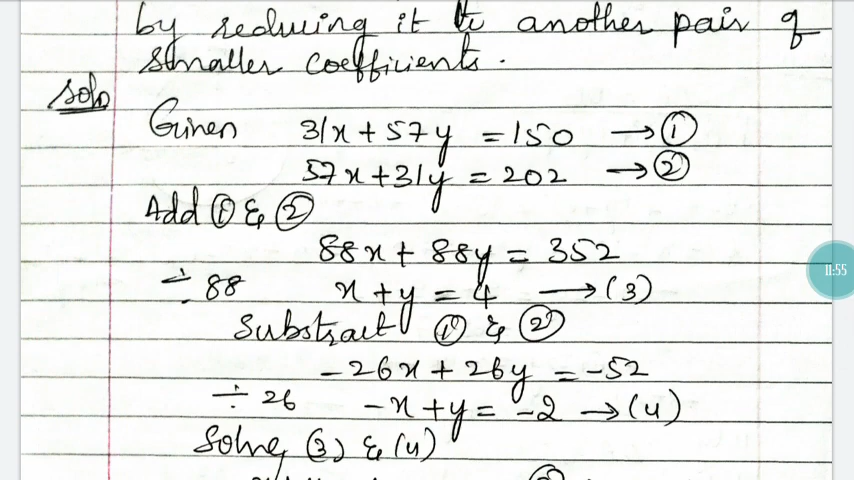 by reducing it to another pair of
smaller coefficients.
Soln
Given 31x + 57y = 150 → ①
57x + 31y = 202 → ②
Add ① & ②
88x + 88y = 352
÷ 88 x + y = 4 → (3)
Substract ① & ②
-26x + 26y = -52
÷ 26 -x + y = -2 → (4)
Solve (3) & (4)
11:55